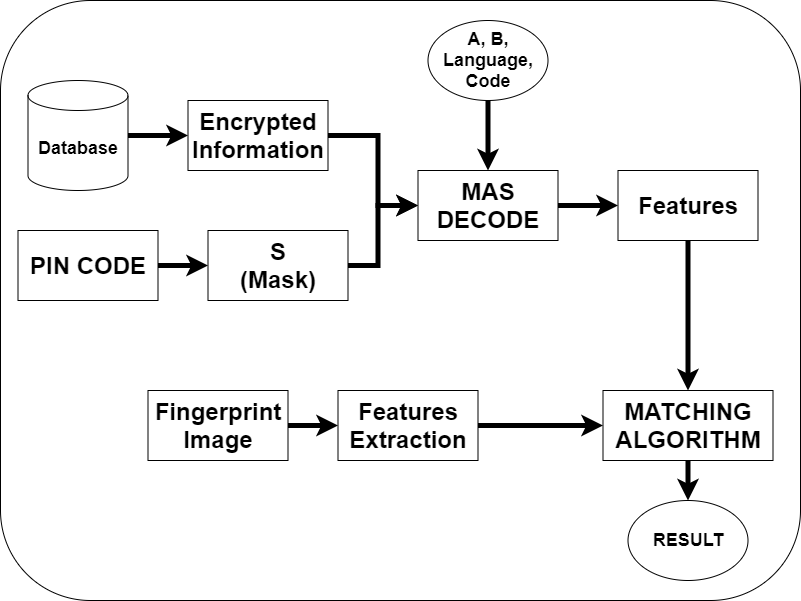 A, B,
Language,
Code
Database
Encrypted
Information
MAS
DECODE
Features
PIN CODE
S
(Mask)
Fingerprint
Image
Features
Extraction
MATCHING
ALGORITHM
RESULT